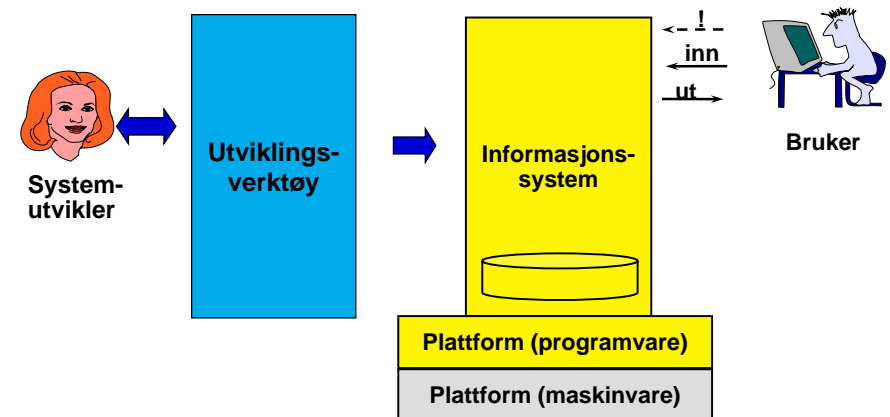 System-
utvikler
Utviklings-
verktøy
Informasjons-
system
!
inn
ut
Bruker
Plattform (programvare)
Plattform (maskinvare)